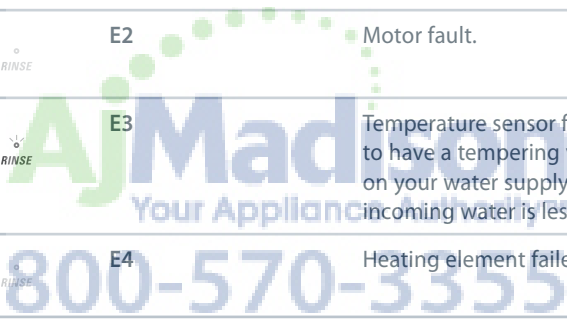 RINSE
E2
Motor fault.
RINSE
E3
Temperature sensor f
to have a tempering
on your water supply
incoming water is les
RINSE
E4
Heating element faile
AjMadison
Your Appliance Authority
800-570-3355